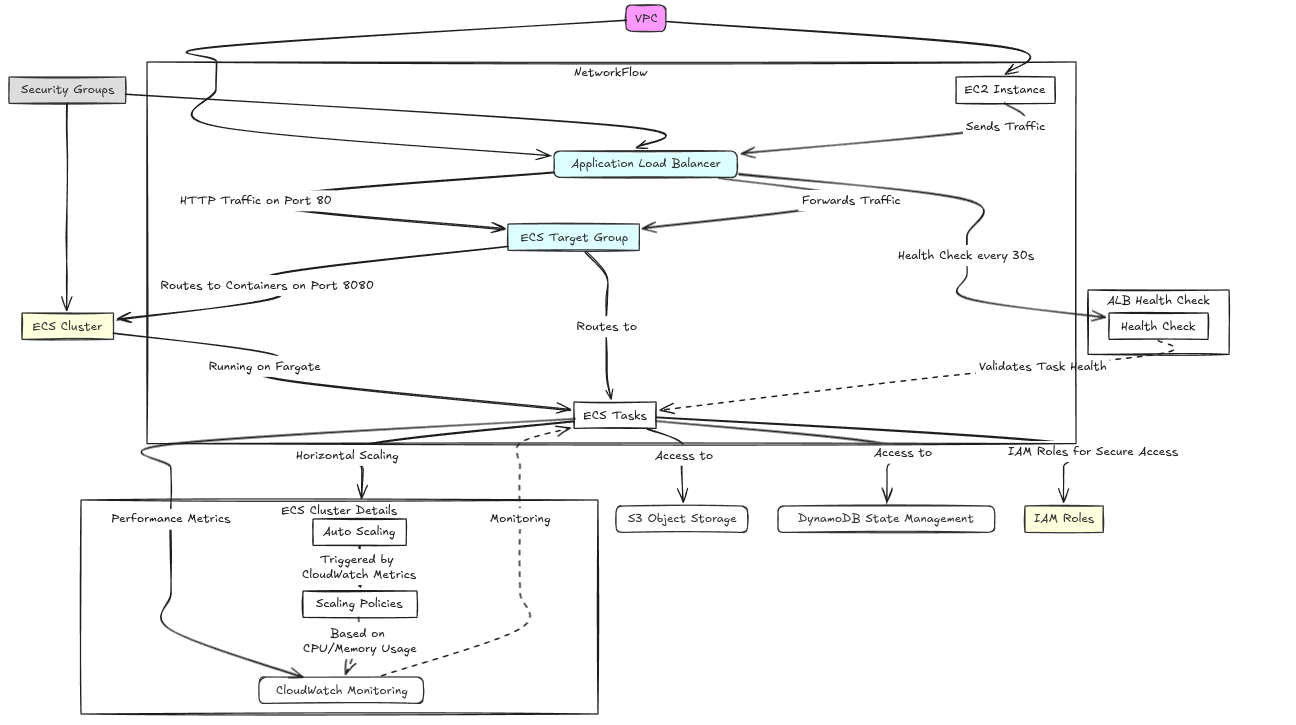 VPC
NetworkFlow
Security Groups
EC2 Instance
Sends Traffic
Application Load Balancer
HTTP Traffic on Port 80
Forwards Traffic
ECS Target Group
Health Check every 30s
Routes to Containers on Port 8080
ALB Health Check
ECS Cluster
Routes to
Health Check
Running on Fargate
Validates Task Health
ECS Tasks
Horizontal Scaling
Access to
Access to
IAM Roles for Secure Access
ECS Cluster Details
Performance Metrics
Monitoring
S3 Object Storage
DynamoDB State Management
IAM Roles
Auto Scaling
Triggered by
CloudWatch Metrics
Scaling Policies
Based on
CPU/Memory Usage
CloudWatch Monitoring